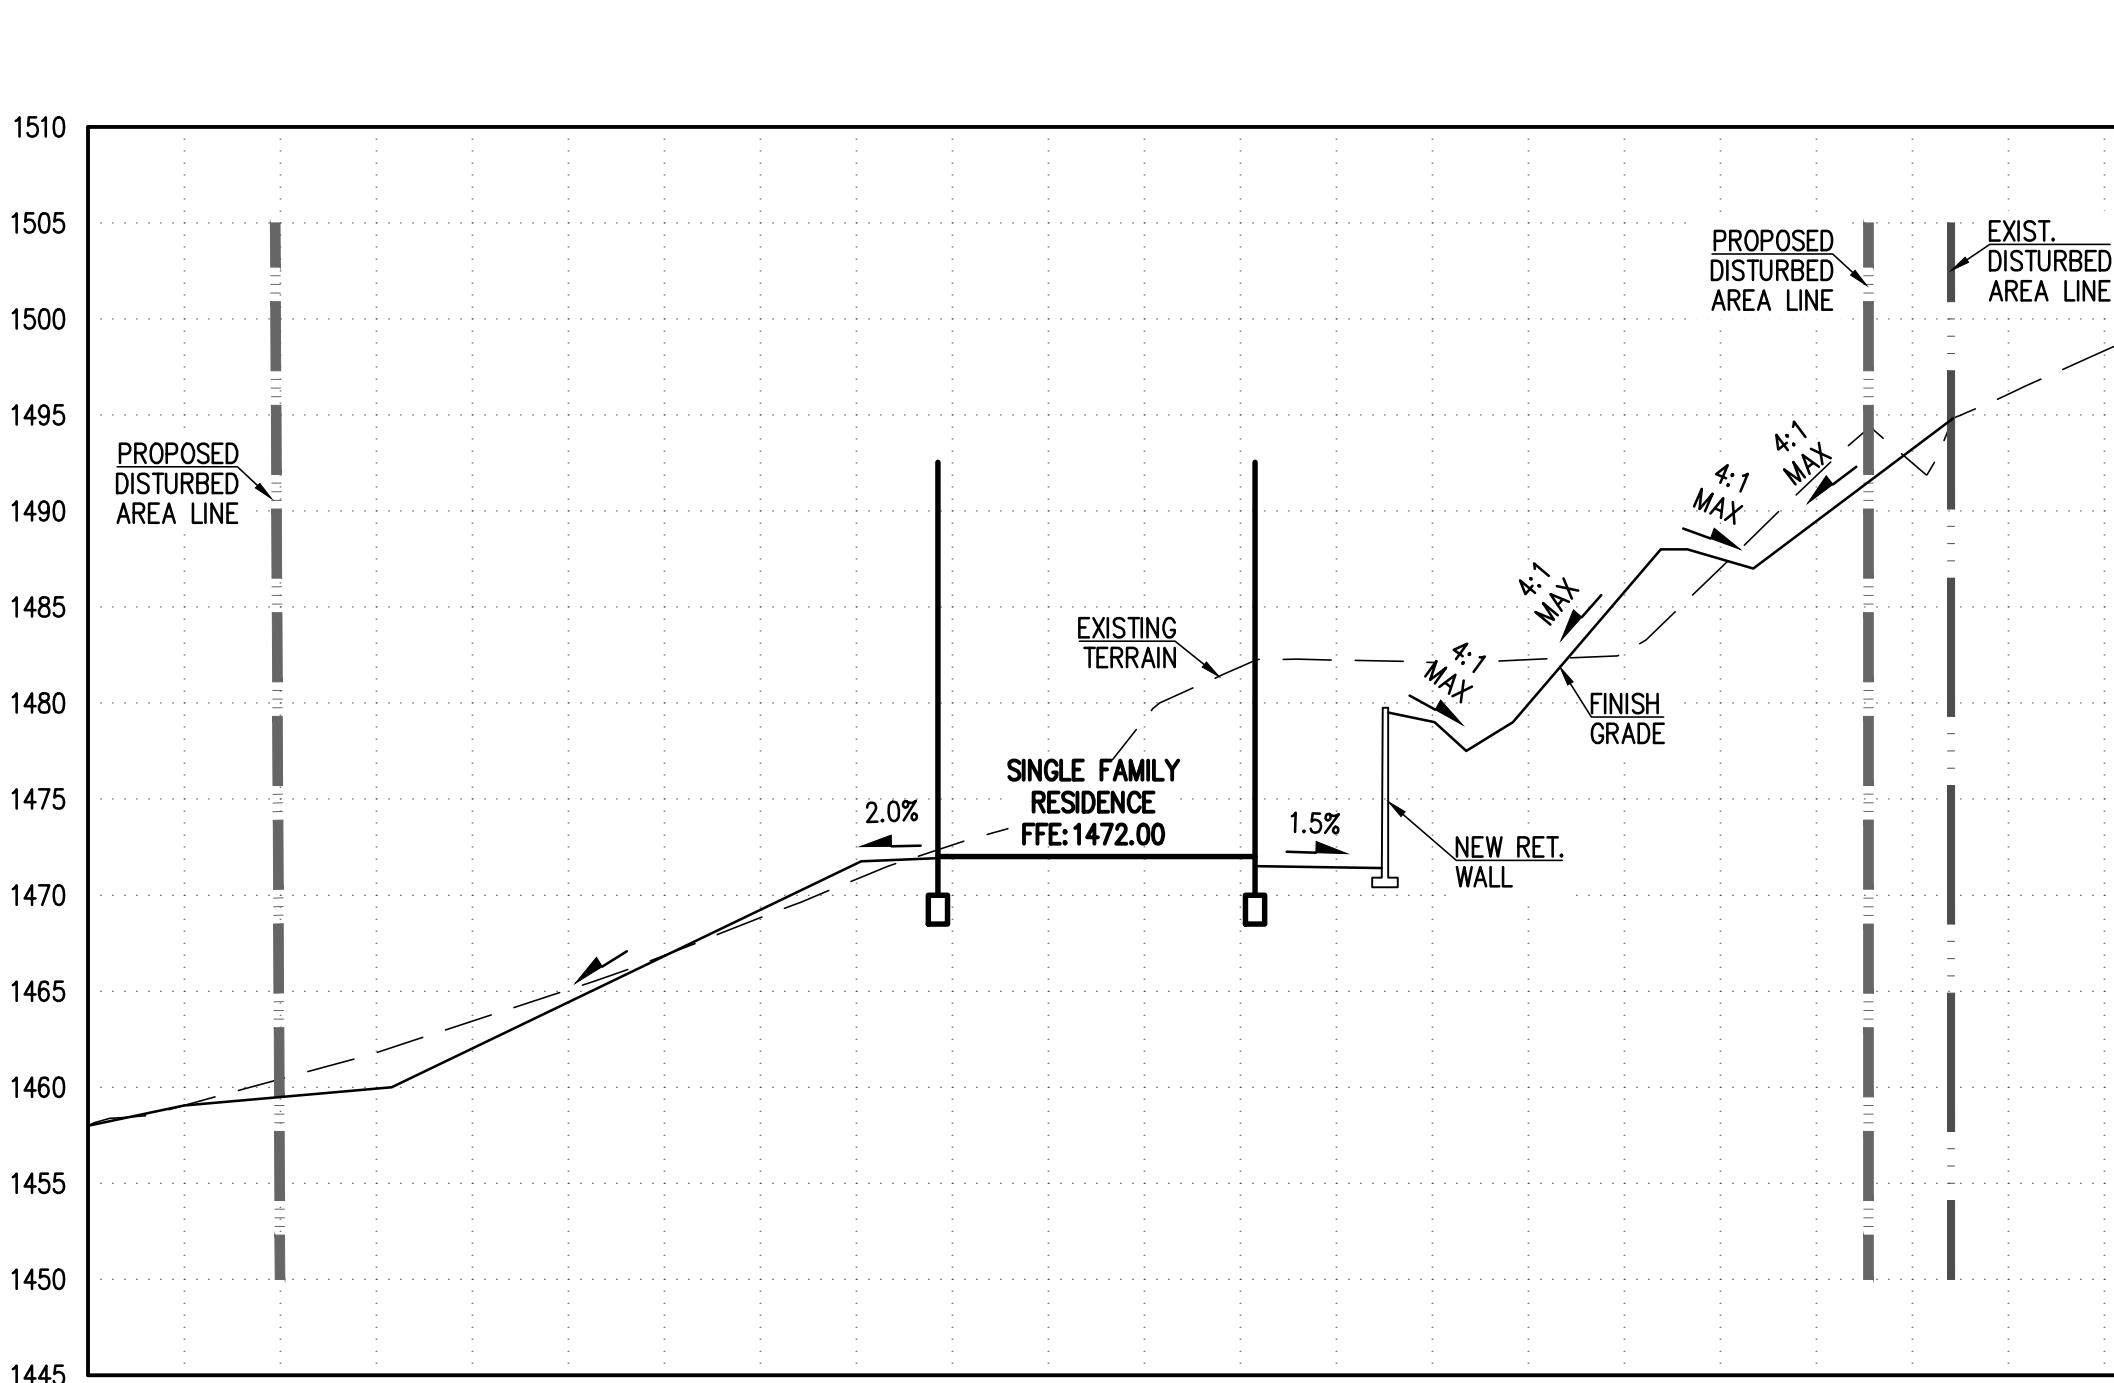 1510
1505
1500
1495
1490
1485
1480
1475
1470
1465
1460
1455
1450
1445
PROPOSED
DISTURBED
AREA LINE
2.0%
SINGLE FAMILY
RESIDENCE
FFE:1472.00
EXISTING
TERRAIN
1.5%
NEW RET.
WALL
4:1
MAX
4:1
MAX
FINISH
GRADE
4:1
MAX
4:1
MAX
PROPOSED
DISTURBED
AREA LINE
EXIST.
DISTURBED
AREA LINE